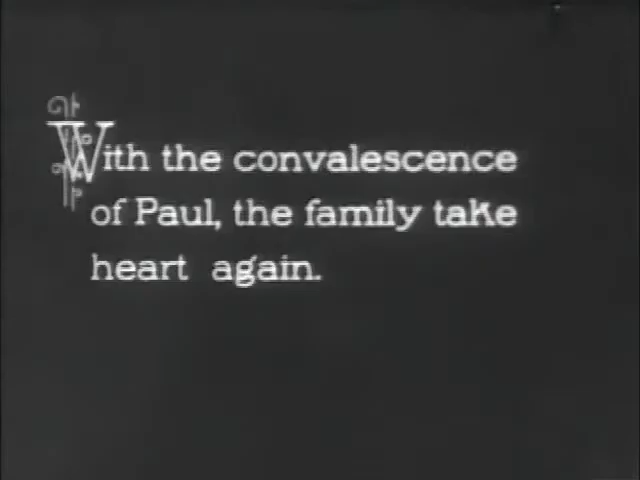 With the convalescence
of Paul, the family take
heart again.